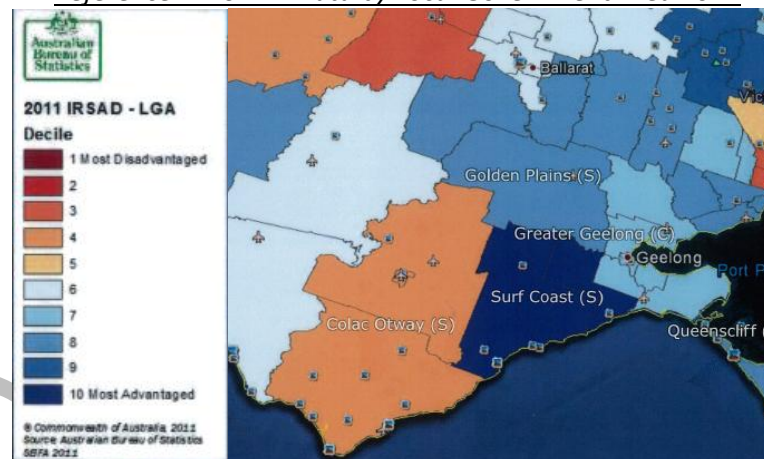 Australian
Bureau of
Statistics
2011 IRSAD - LGA
Decile
1 Most Disadvantaged
2
3
4
5
6
7
8
9
10 Most Advantaged
© Commonwealth of Australia, 2011
Source Australian Bureau of Statistics
SEIFA 2011
Ballarat
Vic
Golden Plains (S)
Greater Geelong (C)
Geelong
Port P
Surf Coast (S)
Colac Otway (S)
Queenscliff (